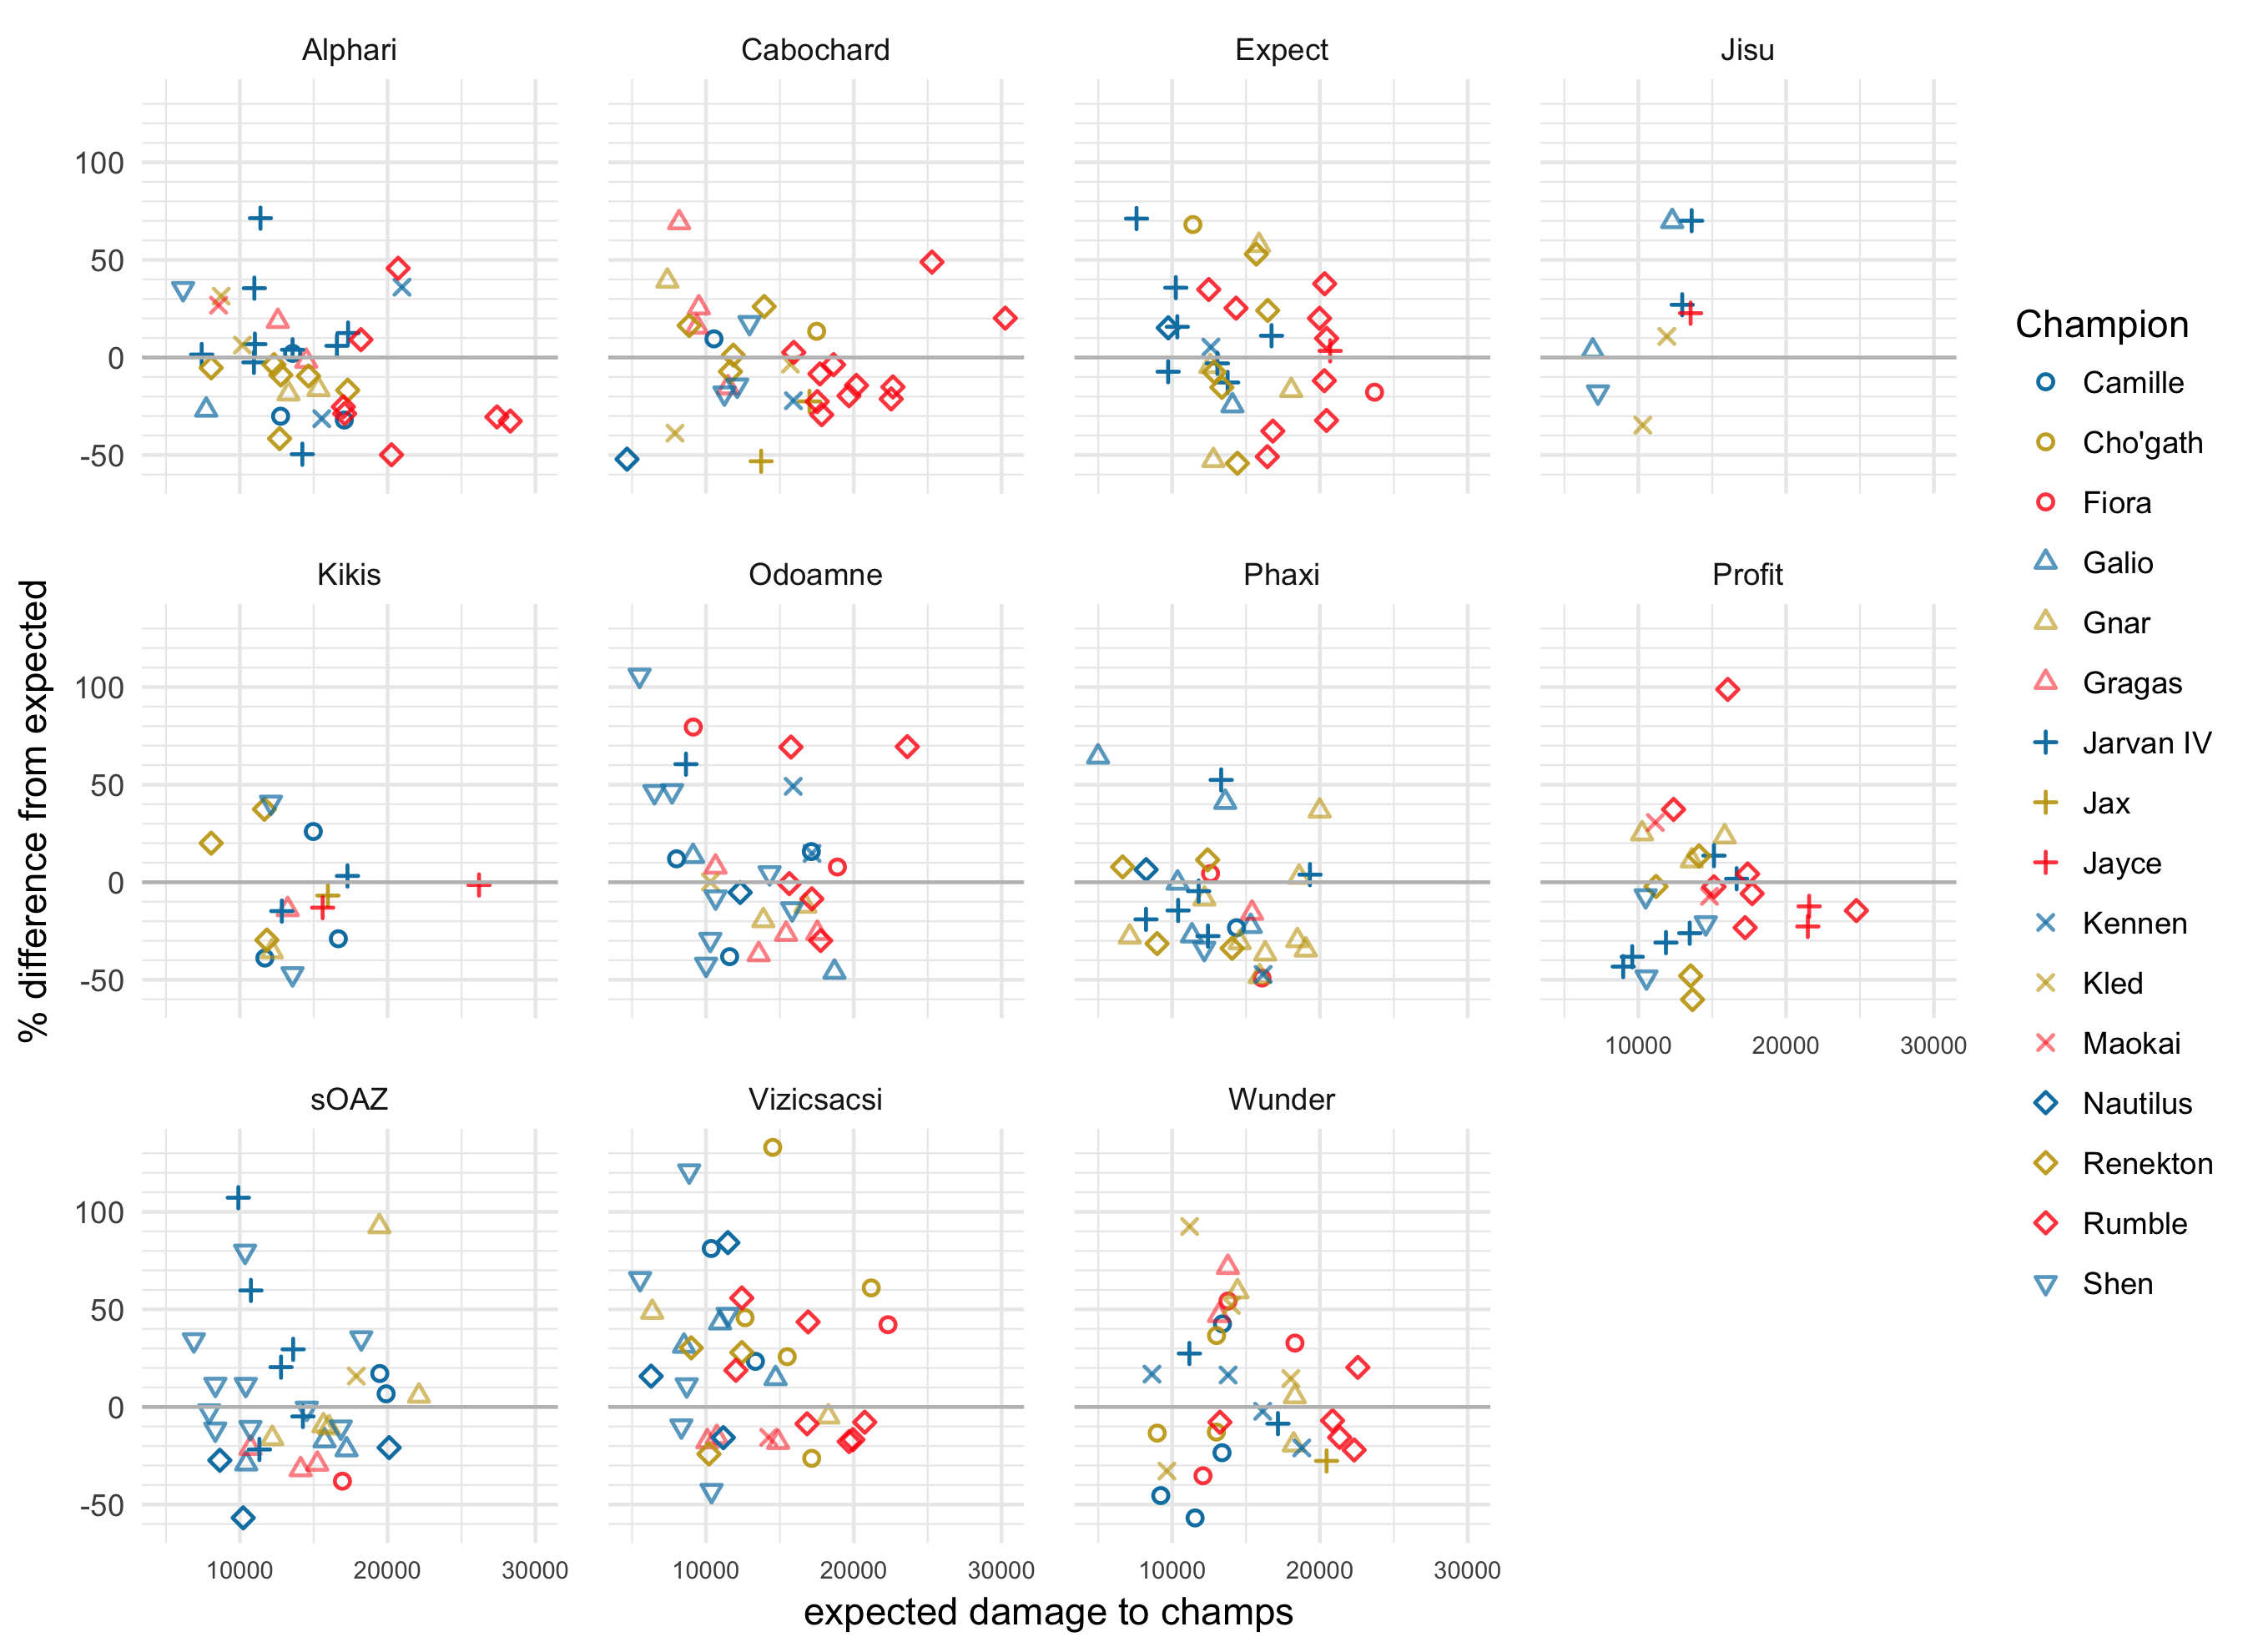 Alphari Cabochard Expect Jisu
100
50
0
-50
Kikis Odoamne Phaxi Profit
100
50
0
-50
10000 20000 30000
sOAZ Vizicsacsi Wunder
100
50
0
-50
10000 20000 30000 10000 20000 30000 10000 20000 30000
expected damage to champs
% difference from expected
Champion
Camille
Cho'gath
Fiora
Galio
Gnar
Gragas
Jarvan IV
Jax
Jayce
Kennen
Kled
Maokai
Nautilus
Renekton
Rumble
Shen